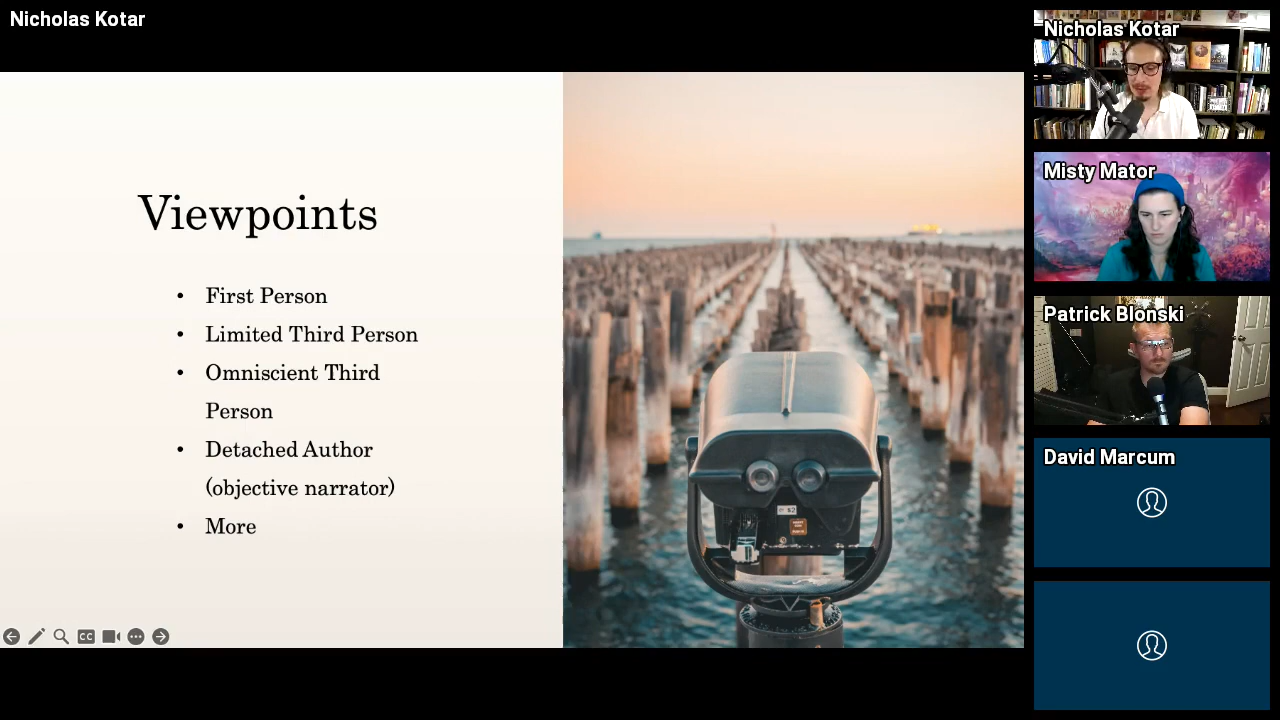 Nicholas Kotar
Viewpoints
• First Person
• Limited Third Person
• Omniscient Third
Person
• Detached Author
(objective narrator)
• More
CC
Nicholas Kotar
Misty Mator
Patrick Blonski
David Marcum